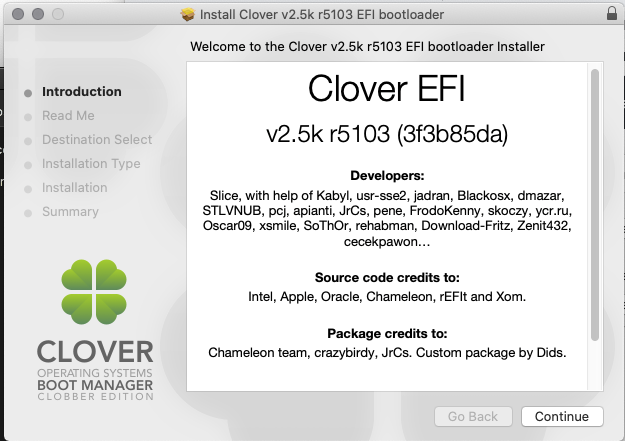 Install Clover v2.5k r5103 EFI bootloader
Welcome to the Clover v2.5k r5103 EFI bootloader Installer
Introduction
Read Me
Destination Select
Installation Type
Installation
Summary
CLOVER
OPERATING SYSTEMS
BOOT MANAGER
CLOBBER EDITION
Clover EFI
v2.5k r5103 (3f3b85da)
Developers:
Slice, with help of Kabyl, usr-sse2, jadran, Blackosx, dmazar,
STLVNUB, pcj, apianti, JrCs, pene, FrodoKenny, skoczy, ycr.ru,
Oscar09, xsmile, SoThOr, rehabman, Download-Fritz, Zenit432,
cecekpawon…
Source code credits to:
Intel, Apple, Oracle, Chameleon, rEFIt and Xom.
Package credits to:
Chameleon team, crazybirdy, JrCs. Custom package by Dids.
Go Back
Continue